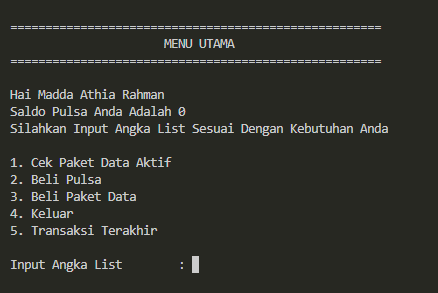 =====================================================
MENU UTAMA
=====================================================
Hai Madda Athia Rahman
Saldo Pulsa Anda Adalah 0
Silahkan Input Angka List Sesuai Dengan Kebutuhan Anda
1. Cek Paket Data Aktif
2. Beli Pulsa
3. Beli Paket Data
4. Keluar
5. Transaksi Terakhir
Input Angka List        :